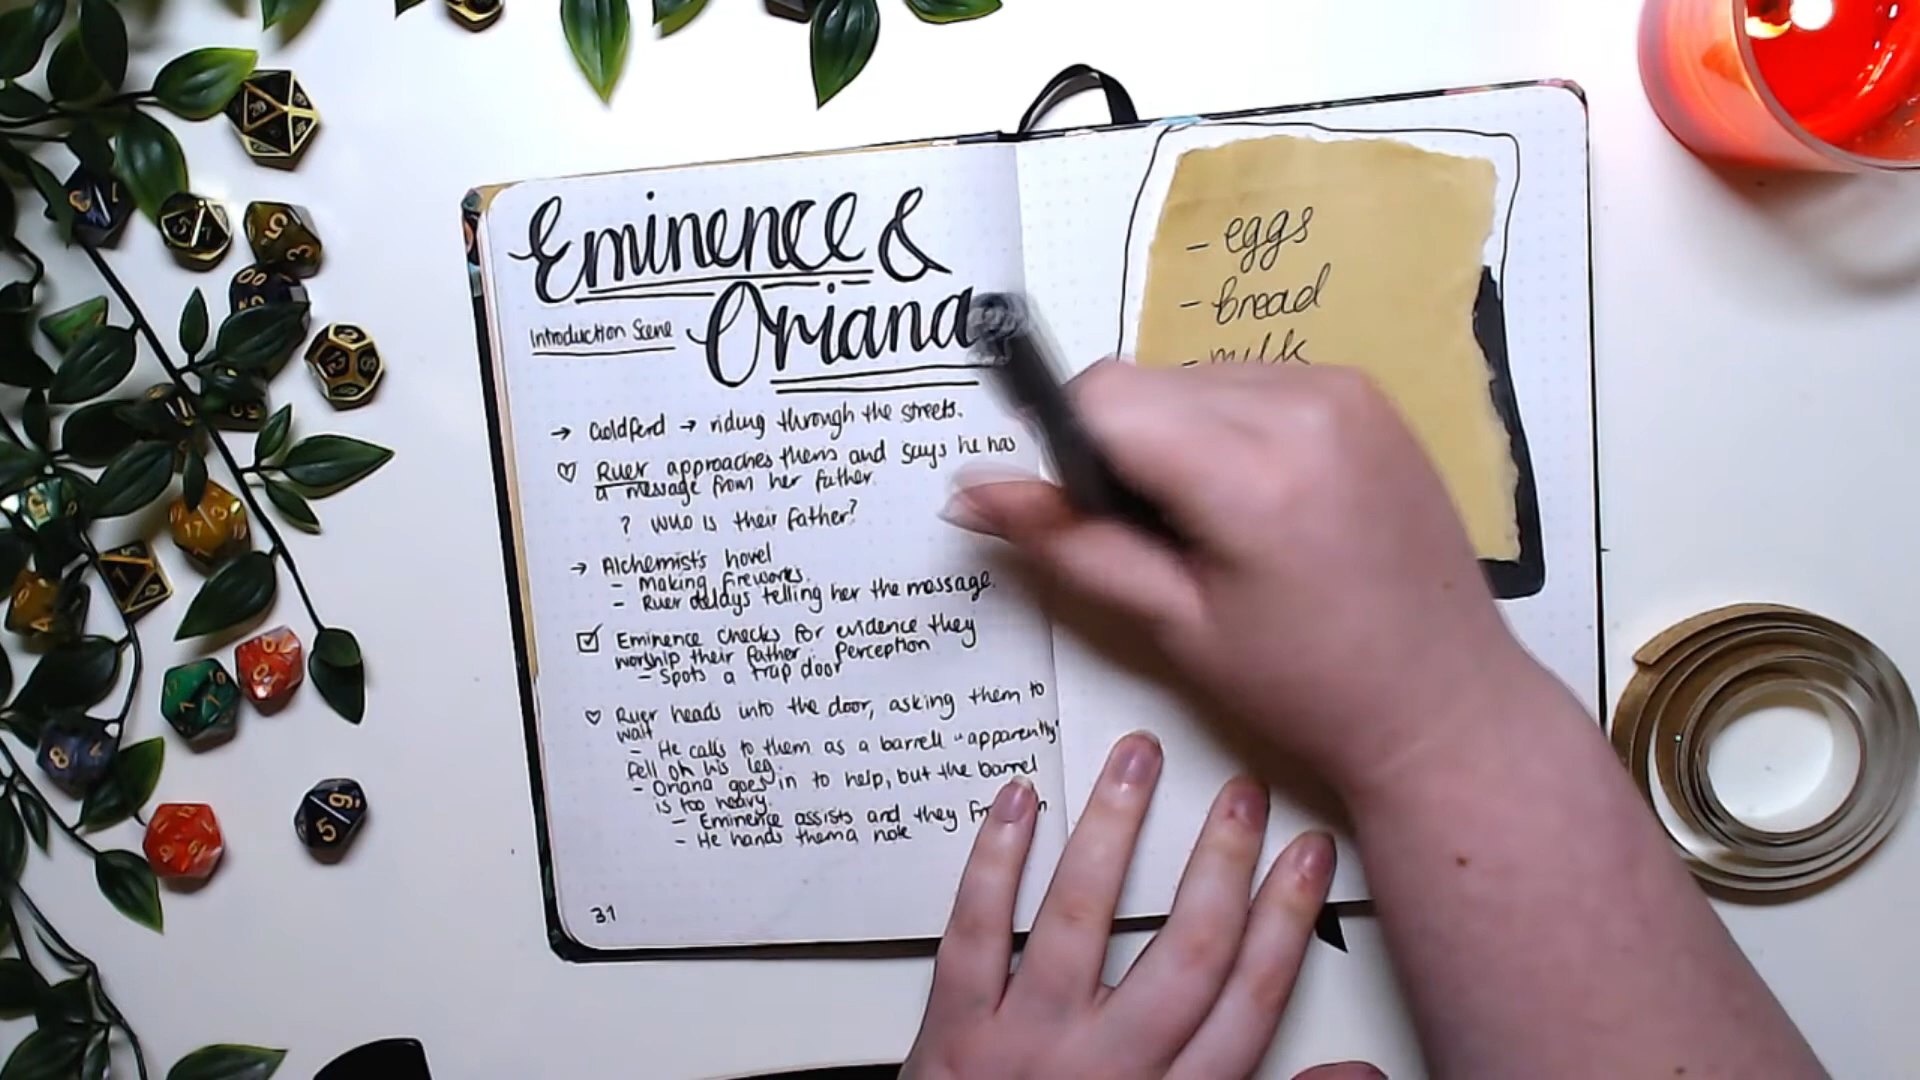 Eminence &
Oriana
Introduction Scene
→ Goldferd → riding through the streets.
♡ Ruer approaches them and says he has
a message from her father.
? Who is their father?
→ Alchemist's hovel
- Making fireworks.
- Ruer delays telling her the message.
☑ Eminence checks for evidence they
worship their father: Perception
- Spots a trap door
♡ Ruer heads into the door, asking them to
wait
- He calls to them as a barrell "apparently"
fell on his leg.
- Oriana goes in to help, but the barrel
is too heavy.
- Eminence assists and they
- He hands them a note
31
- eggs
- bread
- milk